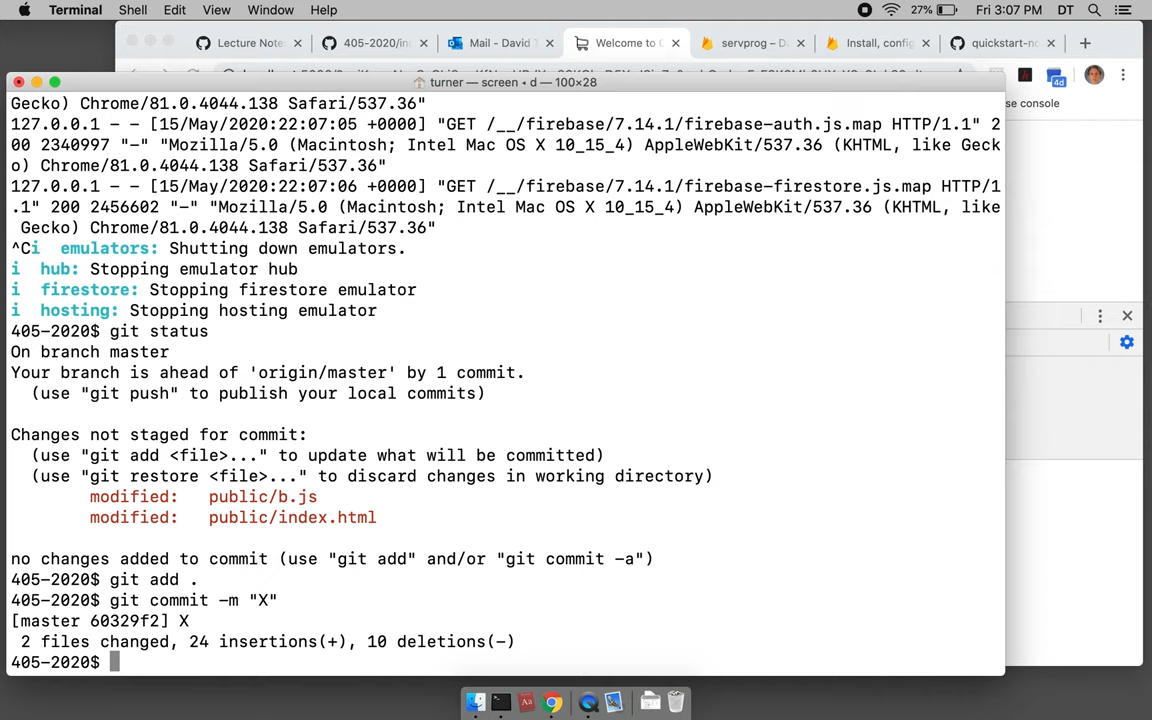 Terminal Shell Edit View Window Help 27% Fri 3:07 PM DT
Lecture Note 405-2020/in Mail - David T Welcome to servprog – D Install, config quickstart-n
4d
se console
turner — screen ◂ d — 100×28
Gecko) Chrome/81.0.4044.138 Safari/537.36"
127.0.0.1 - - [15/May/2020:22:07:05 +0000] "GET /__/firebase/7.14.1/firebase-auth.js.map HTTP/1.1" 2
00 2340997 "-" "Mozilla/5.0 (Macintosh; Intel Mac OS X 10_15_4) AppleWebKit/537.36 (KHTML, like Geck
o) Chrome/81.0.4044.138 Safari/537.36"
127.0.0.1 - - [15/May/2020:22:07:06 +0000] "GET /__/firebase/7.14.1/firebase-firestore.js.map HTTP/1
.1" 200 2456602 "-" "Mozilla/5.0 (Macintosh; Intel Mac OS X 10_15_4) AppleWebKit/537.36 (KHTML, like
Gecko) Chrome/81.0.4044.138 Safari/537.36"
^Ci emulators: Shutting down emulators.
i hub: Stopping emulator hub
i firestore: Stopping firestore emulator
i hosting: Stopping hosting emulator
405-2020$ git status
On branch master
Your branch is ahead of 'origin/master' by 1 commit.
(use "git push" to publish your local commits)
Changes not staged for commit:
(use "git add <file>..." to update what will be committed)
(use "git restore <file>..." to discard changes in working directory)
modified: public/b.js
modified: public/index.html
no changes added to commit (use "git add" and/or "git commit -a")
405-2020$ git add .
405-2020$ git commit -m "X"
[master 60329f2] X
2 files changed, 24 insertions(+), 10 deletions(-)
405-2020$